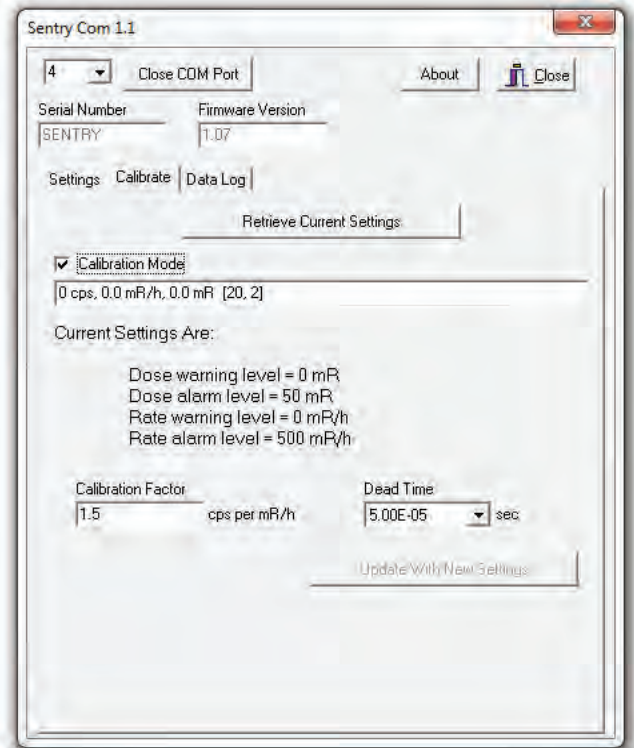 Sentry Com 1.1
4 Close COM Port About Close
Serial Number Firmware Version
SENTRY 1.07
Settings Calibrate Data Log
Retrieve Current Settings
Calibration Mode
0 cps, 0.0 mR/h, 0.0 mR [20, 2]
Current Settings Are:
Dose warning level = 0 mR
Dose alarm level = 50 mR
Rate warning level = 0 mR/h
Rate alarm level = 500 mR/h
Calibration Factor Dead Time
1.5 cps per mR/h 5.00E-05 sec
Update With New Settings